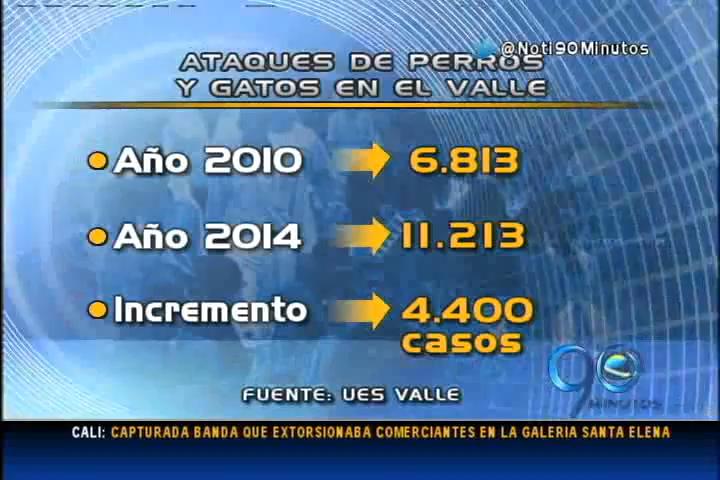 @Noti90Minutos
ATAQUES DE PERROS
Y GATOS EN EL VALLE
Año 2010 6.813
Año 2014 11.213
Incremento 4.400
casos
FUENTE: UES VALLE
90
MINUTOS
CALI: CAPTURADA BANDA QUE EXTORSIONABA COMERCIANTES EN LA GALERIA SANTA ELENA